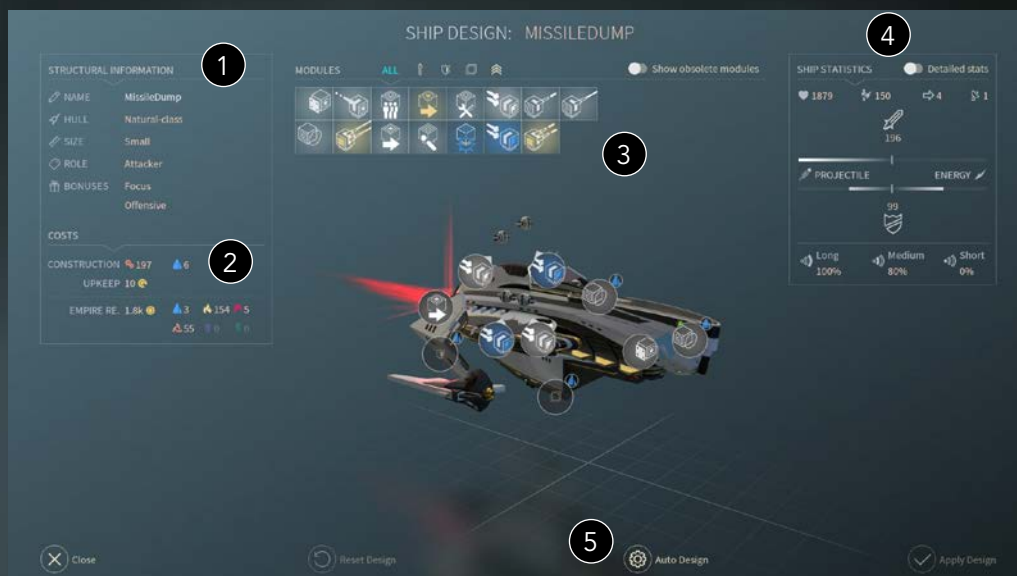 SHIP DESIGN: MISSILEDUMP
1
STRUCTURAL INFORMATION
NAME MissileDump
HULL Natural-class
SIZE Small
ROLE Attacker
BONUSES Focus
Offensive
COSTS
2
CONSTRUCTION 197 6
UPKEEP 10
EMPIRE RE. 1.8k 3 154 5
55 0 0
MODULES ALL
Show obsolete modules
3
4
SHIP STATISTICS Detailed stats
1879 150 4 1
196
PROJECTILE ENERGY
99
Long Medium Short
100% 80% 0%
Close
Reset Design
5
Auto Design
Apply Design